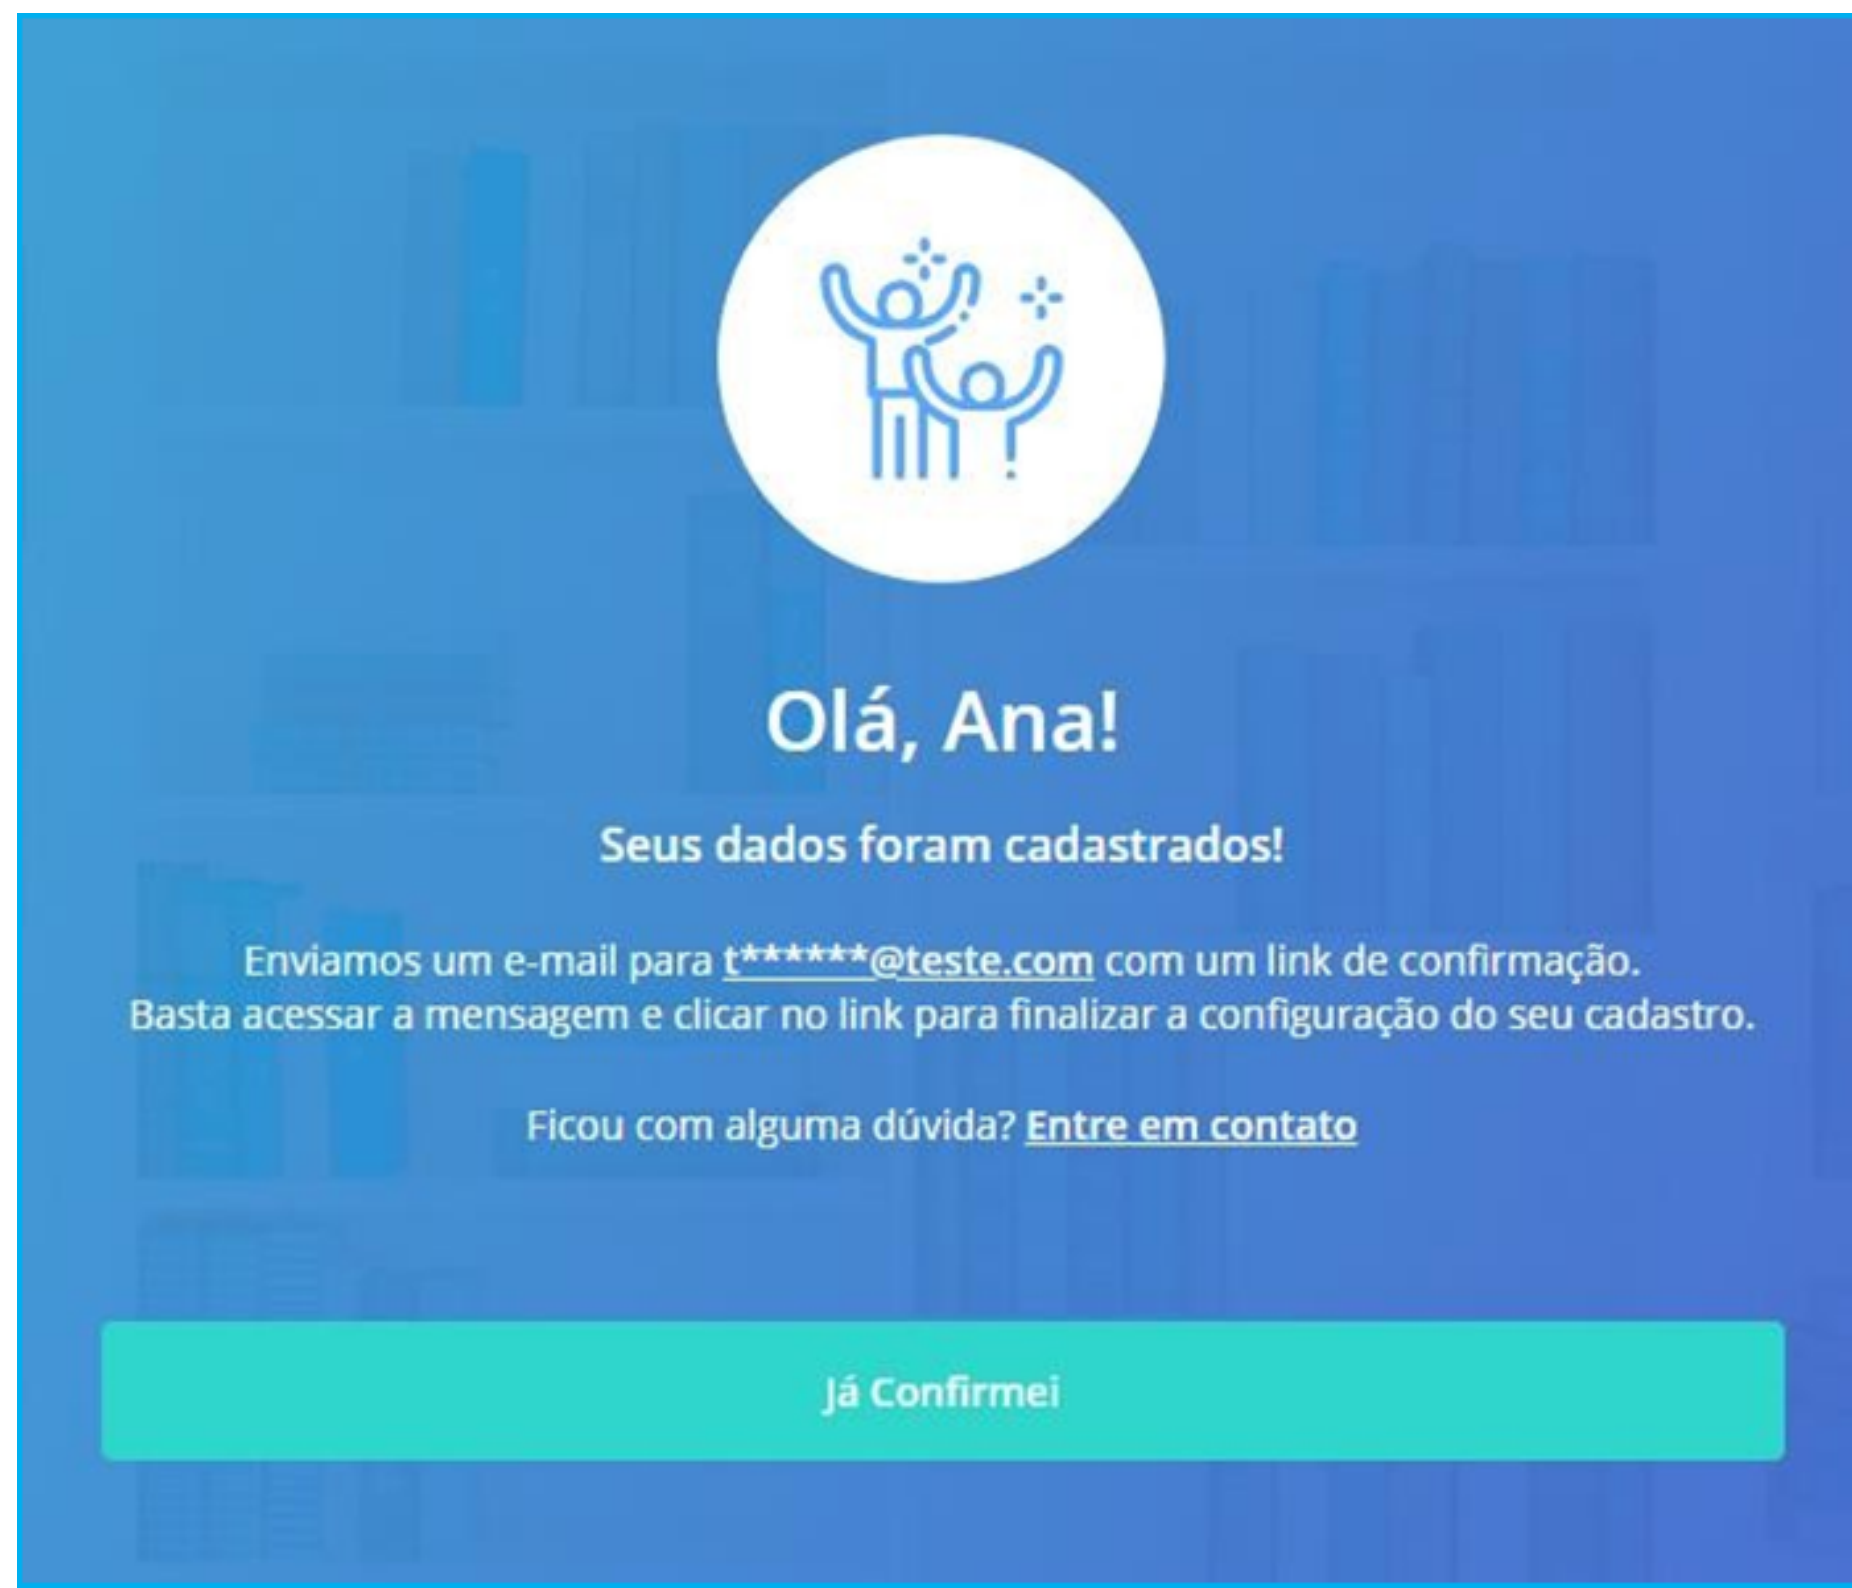 Olá, Ana!
Seus dados foram cadastrados!
Enviamos um e-mail para t******@teste.com com um link de confirmação.
Basta acessar a mensagem e clicar no link para finalizar a configuração do seu cadastro.
Ficou com alguma dúvida? Entre em contato
Já Confirmei